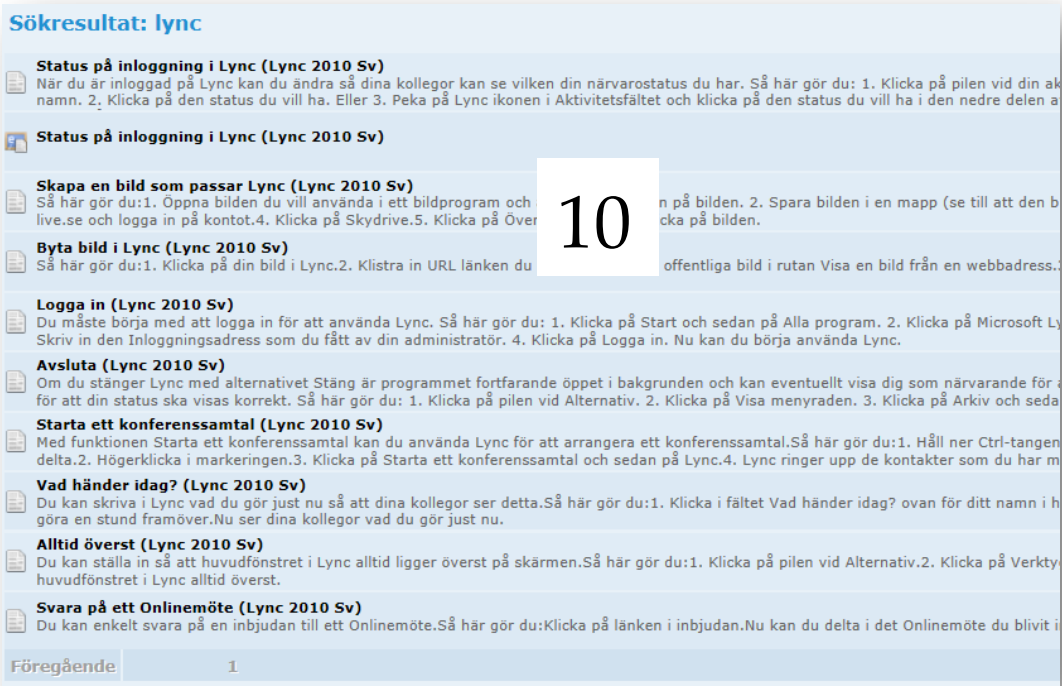 Sökresultat: lync
Status på inloggning i Lync (Lync 2010 Sv)
När du är inloggad på Lync kan du ändra så dina kollegor kan se vilken din närvarostatus du har. Så här gör du: 1. Klicka på pilen vid din
namn. 2. Klicka på den status du vill ha. Eller 3. Peka på Lync ikonen i Aktivitetsfältet och klicka på den status du vill ha i den nedre delen
Status på inloggning i Lync (Lync 2010 Sv)
Skapa en bild som passar Lync (Lync 2010 Sv)
Så här gör du:1. Öppna bilden du vill använda i ett bildprogram och på bilden. 2. Spara bilden i en mapp (se till att den
live.se och logga in på kontot.4. Klicka på Skydrive.5. Klicka på på bilden.
10
Byta bild i Lync (Lync 2010 Sv)
Så här gör du:1. Klicka på din bild i Lync.2. Klistra in URL länken du offentliga bild i rutan Visa en bild från en webbadress.
Logga in (Lync 2010 Sv)
Du måste börja med att logga in för att använda Lync. Så här gör du: 1. Klicka på Start och sedan på Alla program. 2. Klicka på Microsoft
Skriv in den Inloggningsadress som du fått av din administratör. 4. Klicka på Logga in. Nu kan du börja använda Lync.
Avsluta (Lync 2010 Sv)
Om du stänger Lync med alternativet Stäng är programmet fortfarande öppet i bakgrunden och kan eventuellt visa dig som närvarande för
för att din status ska visas korrekt. Så här gör du: 1. Klicka på pilen vid Alternativ. 2. Klicka på Visa menyraden. 3. Klicka på Arkiv och
Starta ett konferenssamtal (Lync 2010 Sv)
Med funktionen Starta ett konferenssamtal kan du använda Lync för att arrangera ett konferenssamtal.Så här gör du:1. Håll ner
delta.2. Högerklicka i markeringen.3. Klicka på Starta ett konferenssamtal och sedan på Lync.4. Lync ringer upp de kontakter som du har
Vad händer idag? (Lync 2010 Sv)
Du kan skriva i Lync vad du gör just nu så att dina kollegor ser detta.Så här gör du:1. Klicka i fältet Vad händer idag? ovan för ditt namn i
göra en stund framöver.Nu ser dina kollegor vad du gör just nu.
Alltid överst (Lync 2010 Sv)
Du kan ställa in så att huvudfönstret i Lync alltid ligger överst på skärmen.Så här gör du:1. Klicka på pilen vid Alternativ.2. Klicka på
huvudfönstret i Lync alltid överst.
Svara på ett Onlinemöte (Lync 2010 Sv)
Du kan enkelt svara på en inbjudan till ett Onlinemöte.Så här gör du:Klicka på länken i inbjudan.Nu kan du delta i det Onlinemöte du blivit
Föregående 1